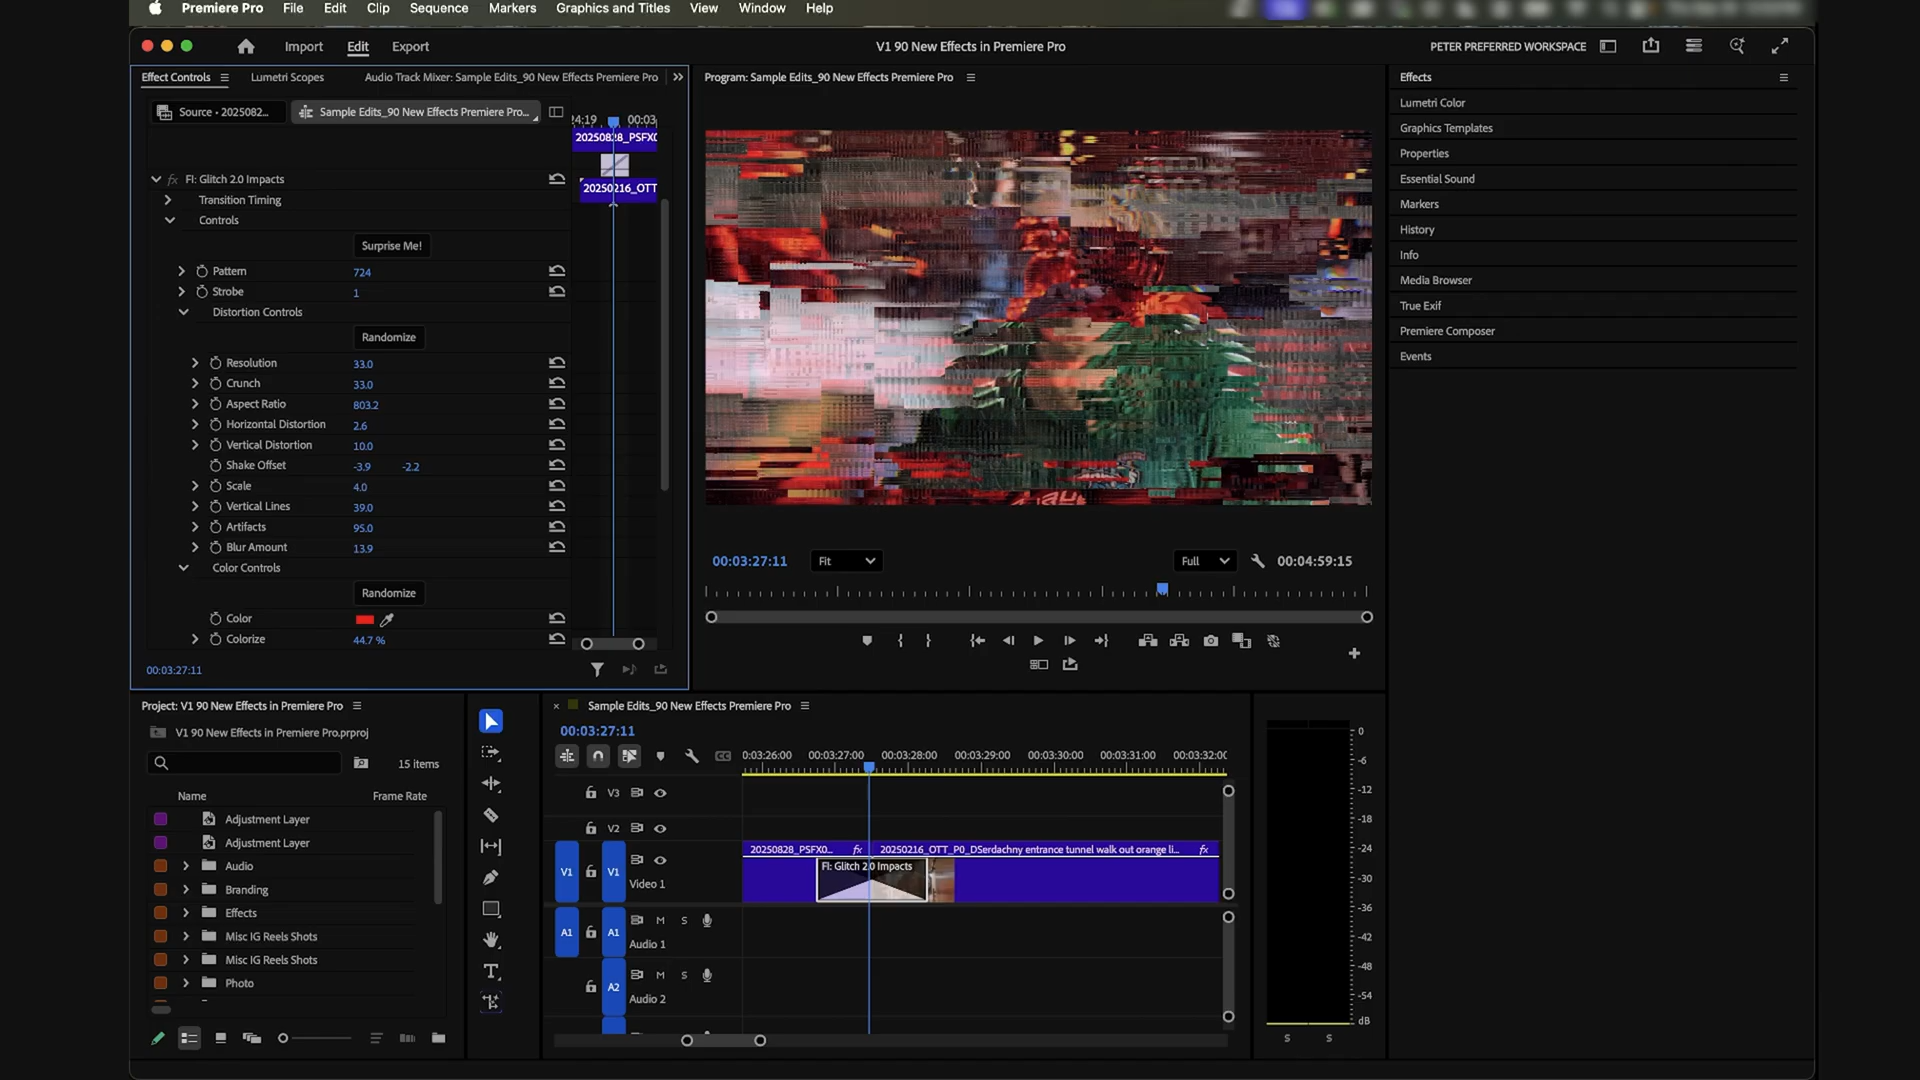 Premiere Pro File Edit Clip Sequence Markers Graphics and Titles View Window Help
Import Edit Export
V1 90 New Effects in Premiere Pro
PETER PREFERRED WORKSPACE
Effect Controls
Lumetri Scopes
Audio Track Mixer: Sample Edits_90 New Effects Premiere Pro
Source • 2025082...
Sample Edits_90 New Effects Premiere Pro...
:4:19 00:03
20250828_PSFX0
20250216_OTT
fx FI: Glitch 2.0 Impacts
Transition Timing
Controls
Surprise Me!
Pattern 724
Strobe 1
Distortion Controls
Randomize
Resolution 33.0
Crunch 33.0
Aspect Ratio 803.2
Horizontal Distortion 2.6
Vertical Distortion 10.0
Shake Offset -3.9 -2.2
Scale 4.0
Vertical Lines 39.0
Artifacts 95.0
Blur Amount 13.9
Color Controls
Randomize
Color
Colorize 44.7 %
00:03:27:11
Program: Sample Edits_90 New Effects Premiere Pro
00:03:27:11 Fit Full 00:04:59:15
Effects
Lumetri Color
Graphics Templates
Properties
Essential Sound
Markers
History
Info
Media Browser
True Exif
Premiere Composer
Events
Project: V1 90 New Effects in Premiere Pro
V1 90 New Effects in Premiere Pro.prproj
15 items
Name Frame Rate
Adjustment Layer
Adjustment Layer
Audio
Branding
Effects
Misc IG Reels Shots
Misc IG Reels Shots
Photo
× Sample Edits_90 New Effects Premiere Pro
00:03:27:11
CC
0:03:26:00 00:03:27:00 00:03:28:00 00:03:29:00 00:03:30:00 00:03:31:00 00:03:32:00
V3
V2
V1 V1 Video 1
20250828_PSFX0... fx 20250216_OTT_P0_DSerdachny entrance tunnel walk out orange li... fx
FI: Glitch 2.0 Impacts
A1 A1 M S
Audio 1
A2 M S
Audio 2
0
-6
-12
-18
-24
-30
-36
-42
-48
-54
dB
S S